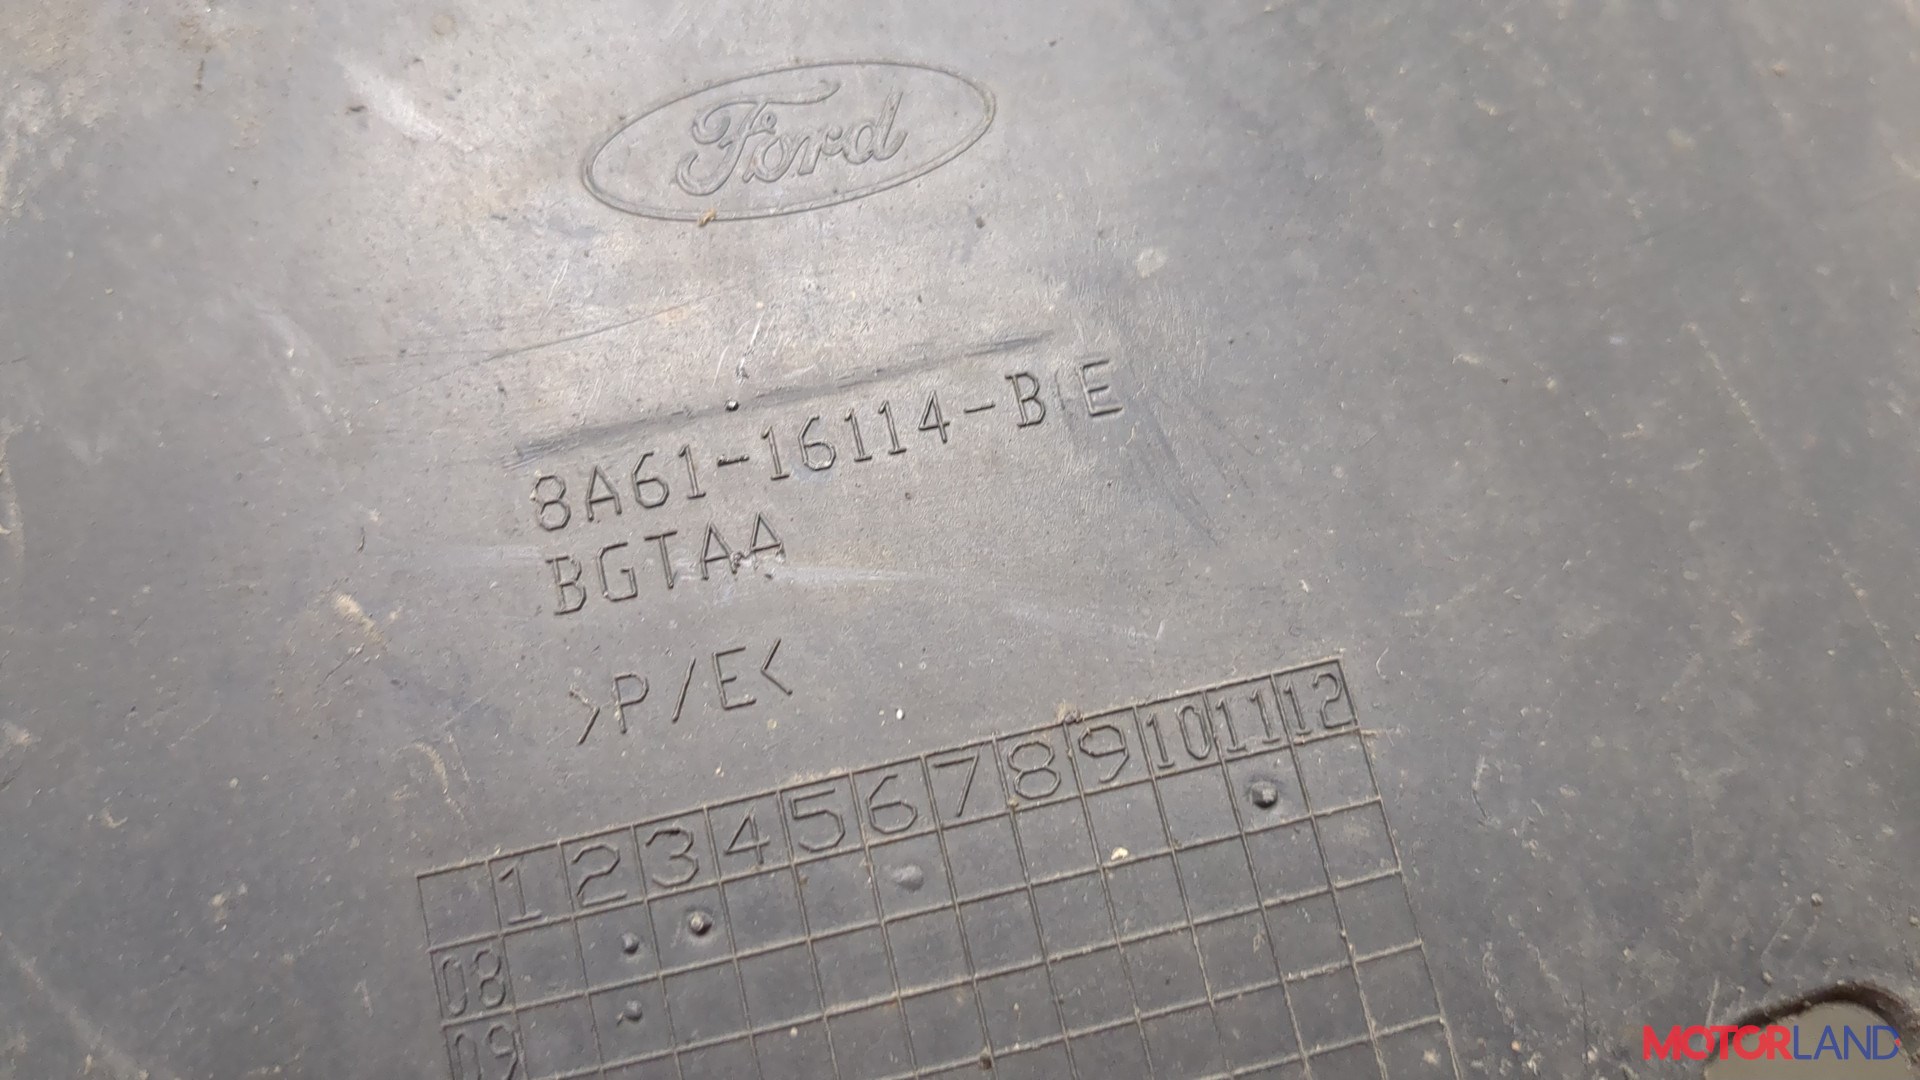 Ford
8A61-16114-B E
BGTAA
>P/E<
1 2 3 4 5 6 7 8 9 10 11 12
08
09
MOTORLAND